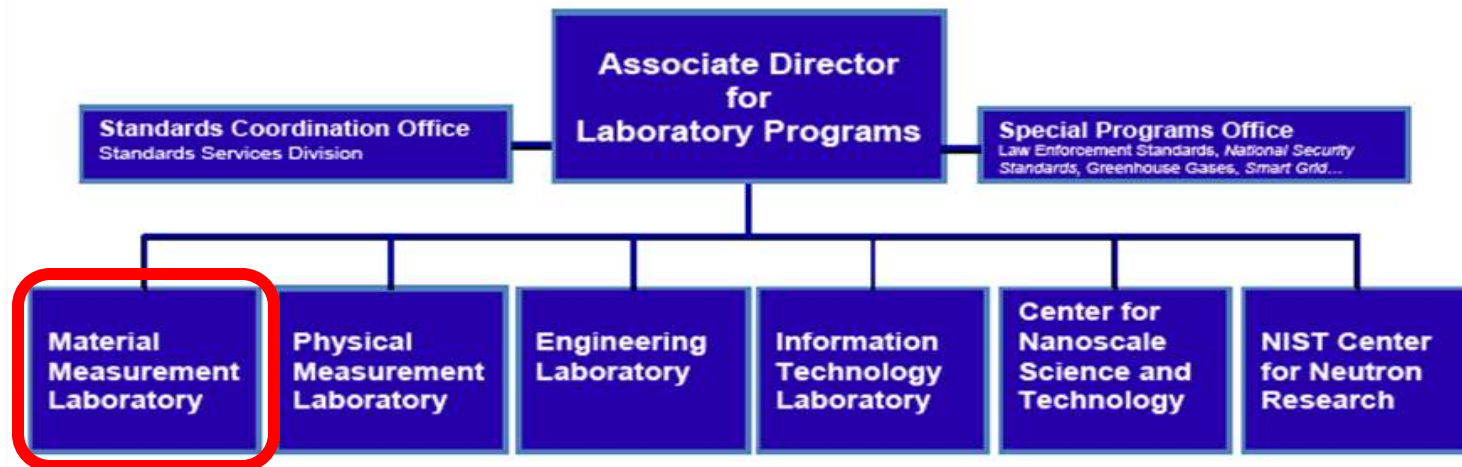 Associate Director
for
Laboratory Programs
Standards Coordination Office
Standards Services Division
Special Programs Office
Law Enforcement Standards, National Security
Standards, Greenhouse Gases, Smart Grid...
Material
Measurement
Laboratory
Physical
Measurement
Laboratory
Engineering
Laboratory
Information
Technology
Laboratory
Center for
Nanoscale
Science and
Technology
NIST Center
for Neutron
Research